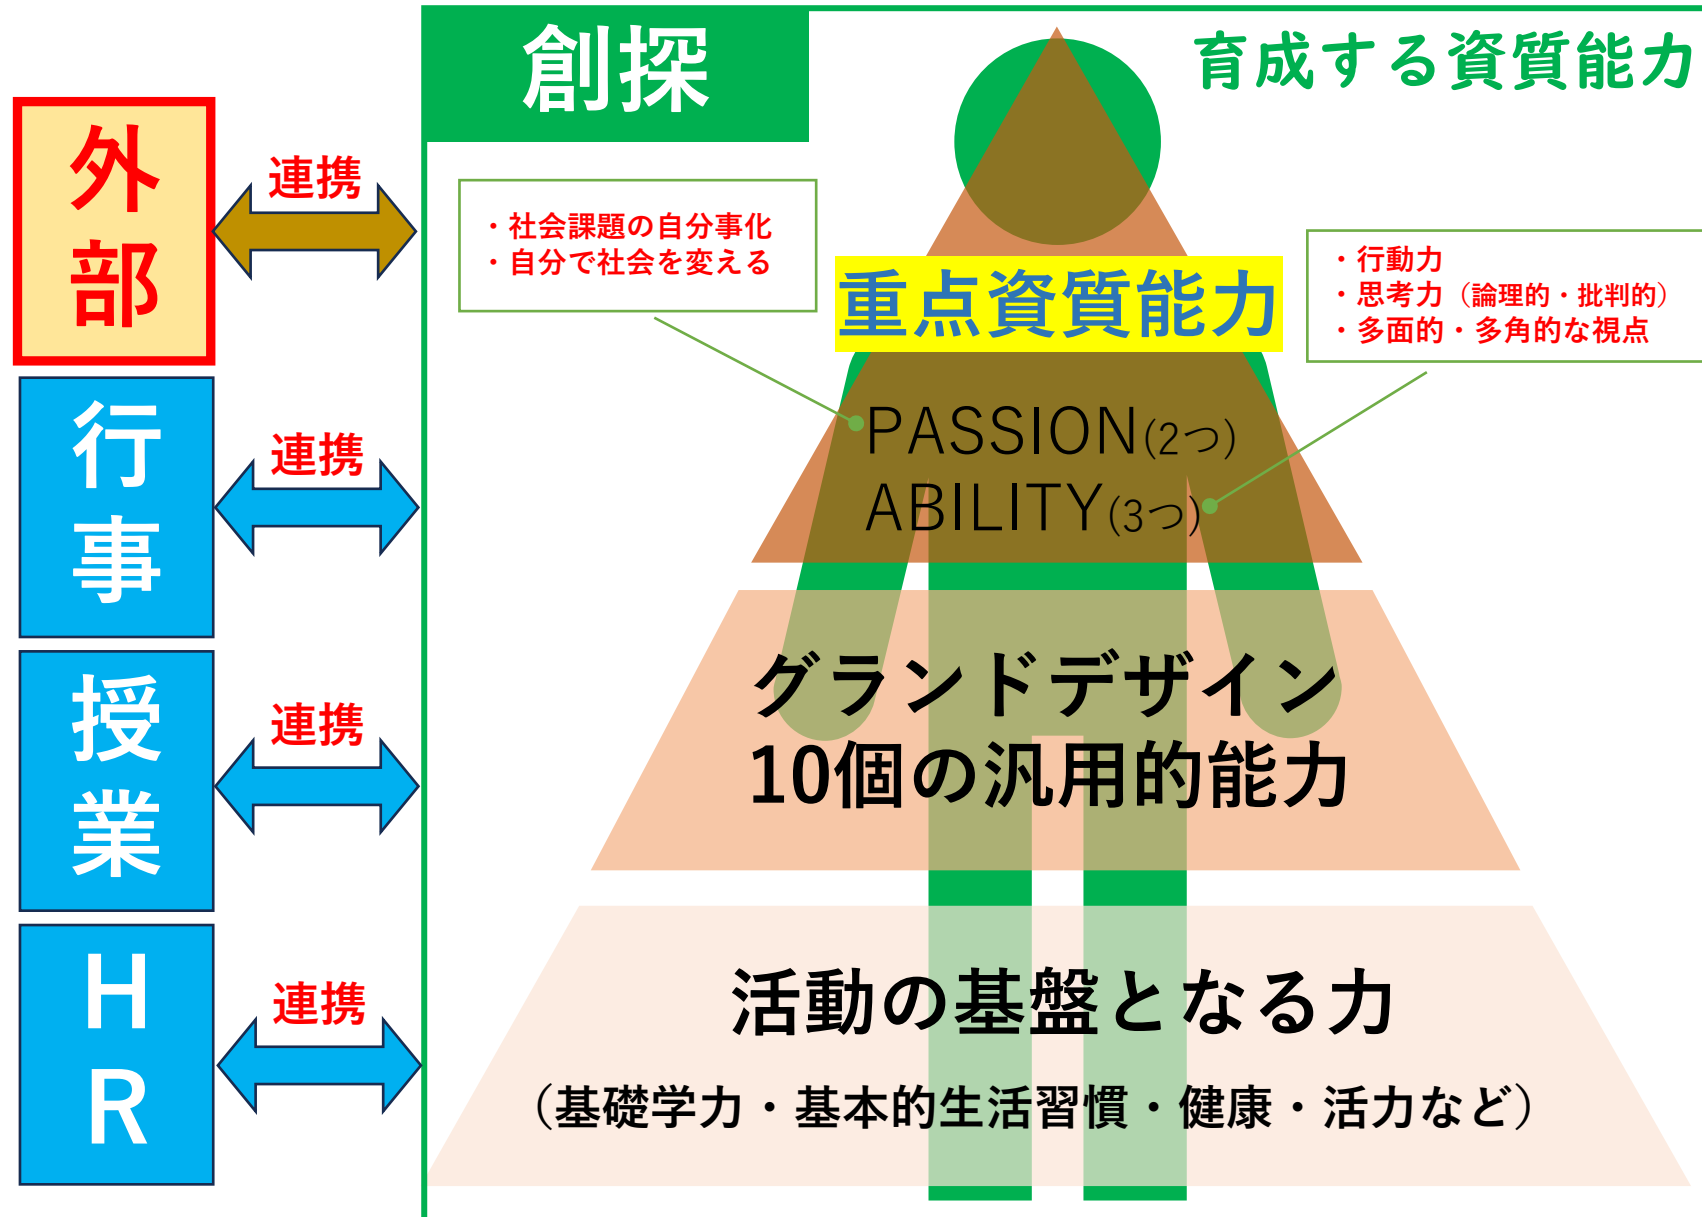 創探
育成する資質能力
外部
連携
行事
連携
授業
連携
HR
連携
・社会課題の自分事化
・自分で社会を変える
・行動力
・思考力（論理的・批判的）
・多面的・多角的な視点
重点資質能力
PASSION(2つ)
ABILITY(3つ)
グランドデザイン
10個の汎用的能力
活動の基盤となる力
（基礎学力・基本的生活習慣・健康・活力など）